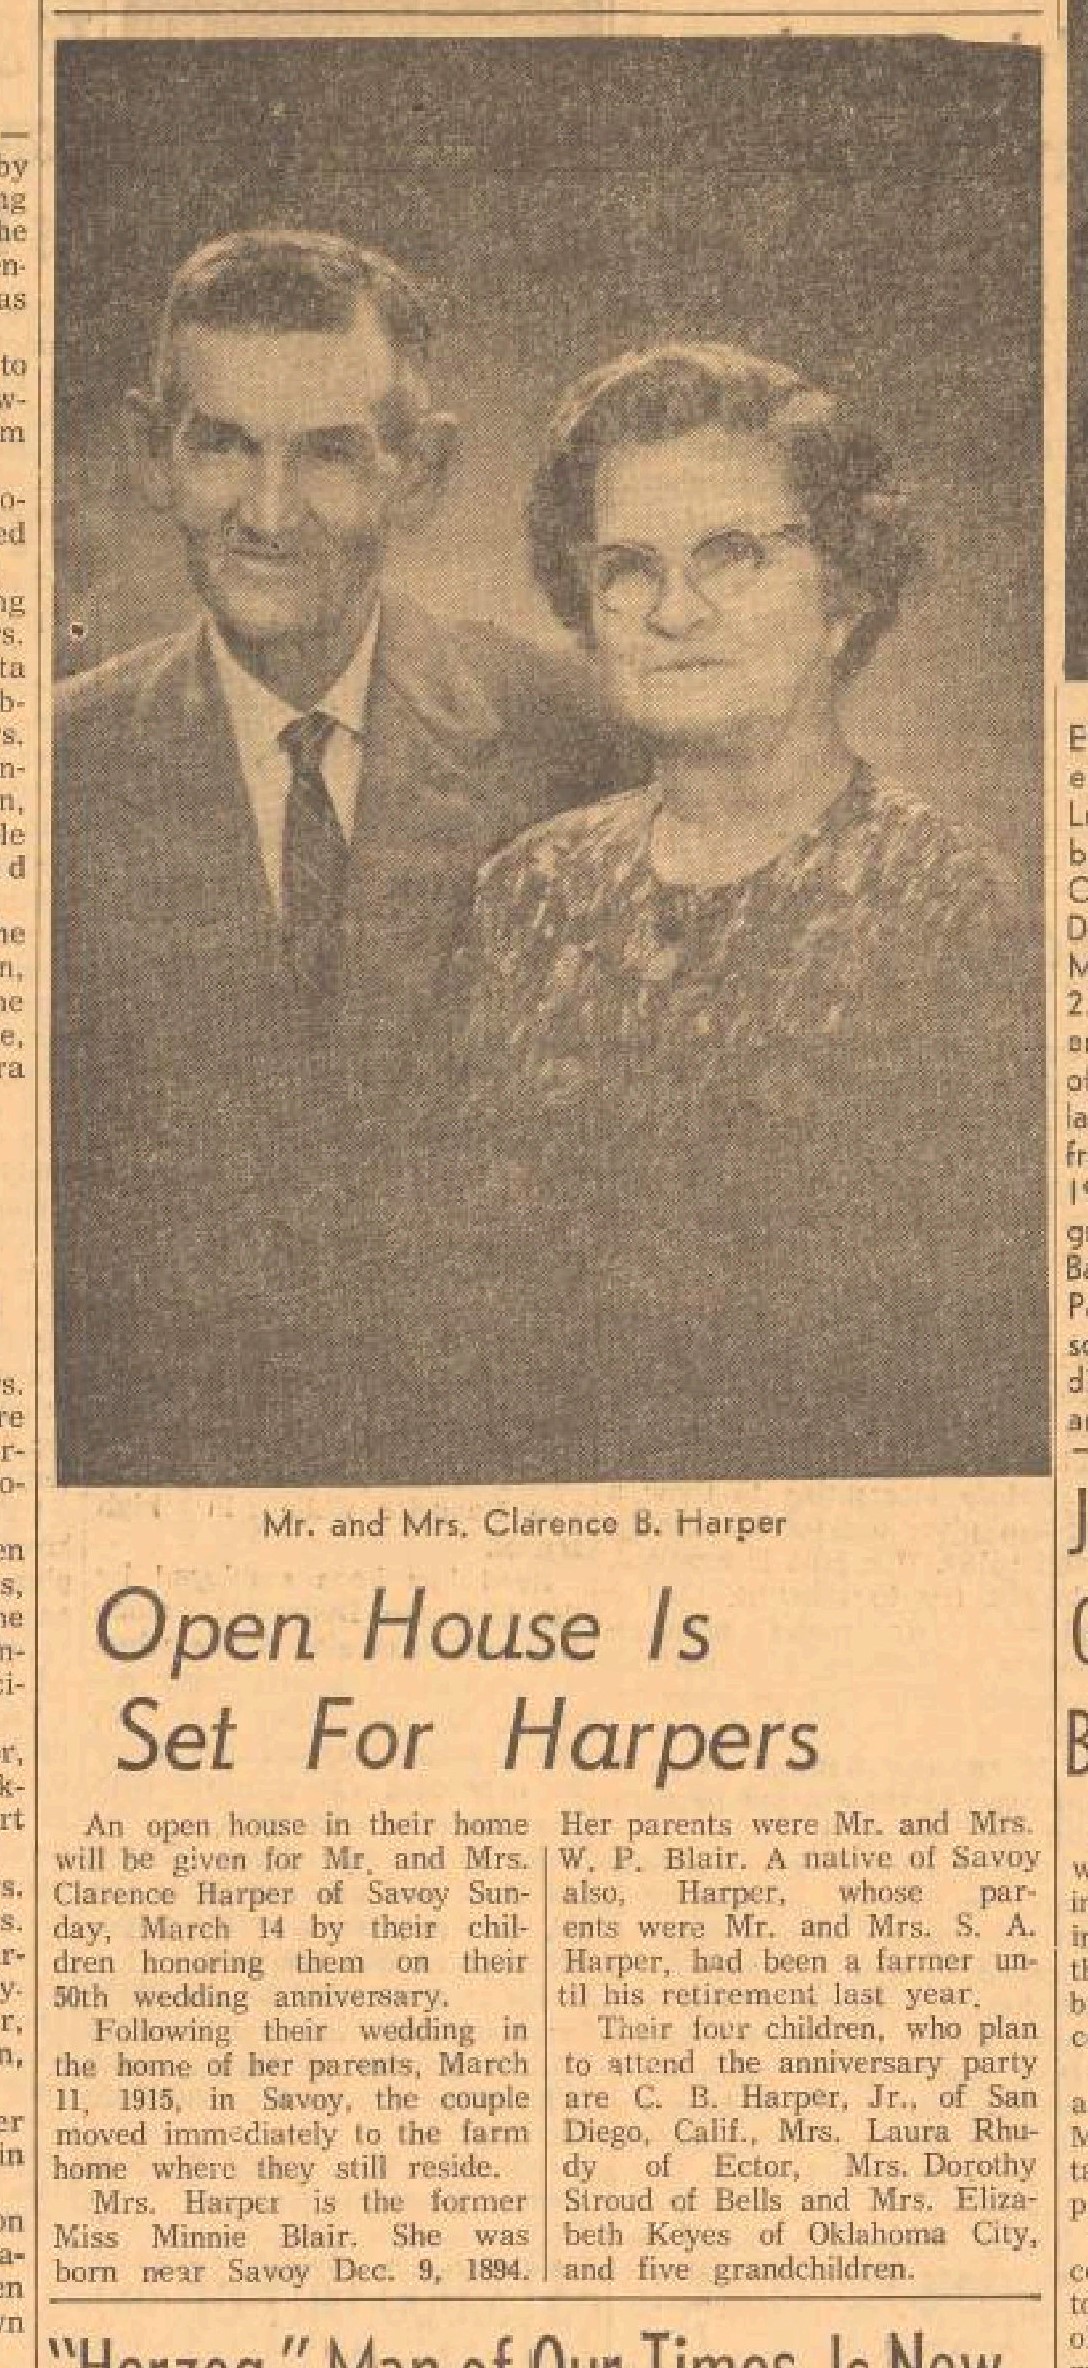 Mr. and Mrs. Clarence B. Harper
Open House Is
Set For Harpers
An open house in their home
will be given for Mr. and Mrs.
Clarence Harper of Savoy Sun-
day, March 14 by their chil-
dren honoring them on their
50th wedding anniversary.
Following their wedding in
the home of her parents, March
11, 1915, in Savoy, the couple
moved immediately to the farm
home where they still reside.
Mrs. Harper is the former
Miss Minnie Blair. She was
born near Savoy Dec. 9, 1894.
Her parents were Mr. and Mrs.
W. P. Blair. A native of Savoy
also, Harper, whose par-
ents were Mr. and Mrs. S. A.
Harper, had been a farmer un-
til his retirement last year.
Their four children, who plan
to attend the anniversary party
are C. B. Harper, Jr., of San
Diego, Calif., Mrs. Laura Rhu-
dy of Ector, Mrs. Dorothy
Stroud of Bells and Mrs. Eliza-
beth Keyes of Oklahoma City,
and five grandchildren.
"Herzog," Man of Our Times, Is Now